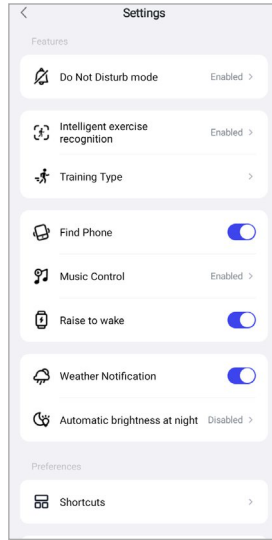 Settings
Features
Do Not Disturb mode Enabled
Intelligent exercise
recognition Enabled
Training Type
Find Phone
Music Control Enabled
Raise to wake
Weather Notification
Automatic brightness at night Disabled
Preferences
Shortcuts